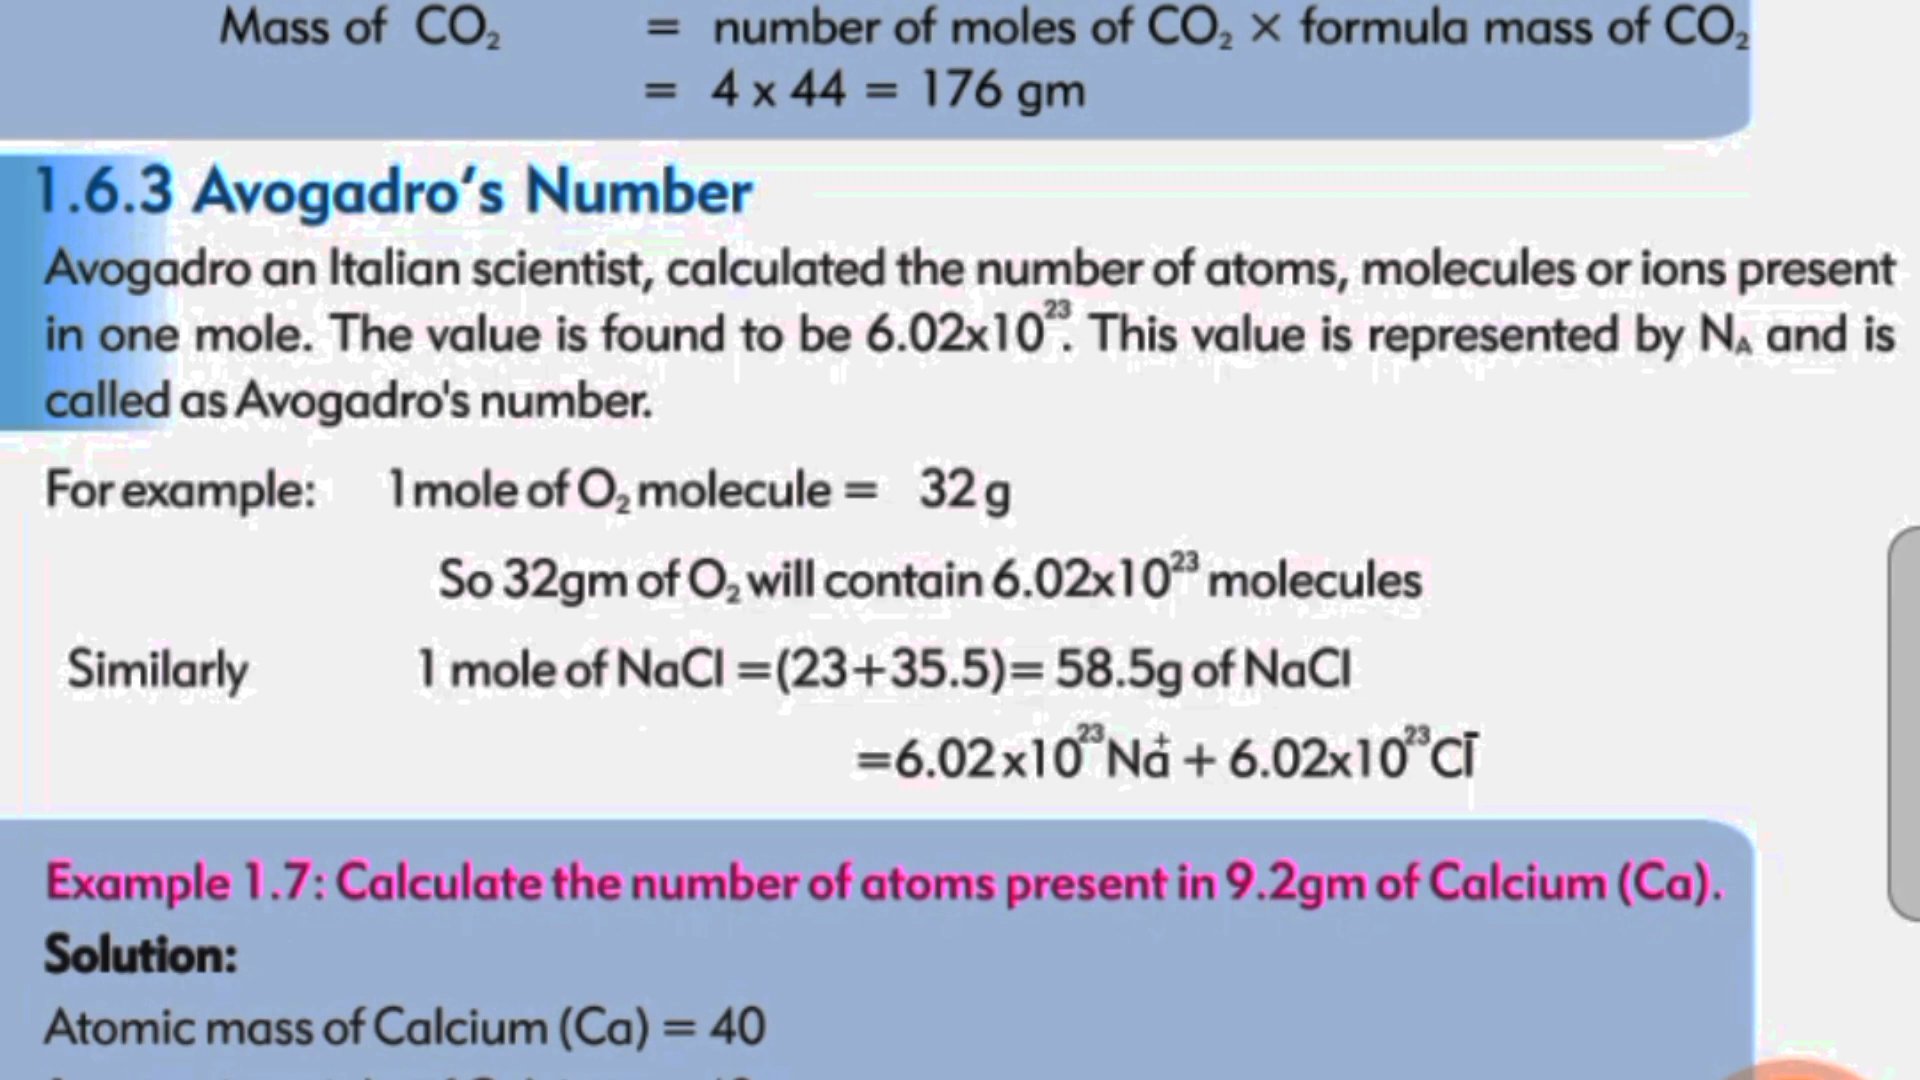 Mass of CO₂ = number of moles of CO₂ × formula mass of CO₂
= 4 x 44 = 176 gm
1.6.3 Avogadro's Number
Avogadro an Italian scientist, calculated the number of atoms, molecules or ions present
in one mole. The value is found to be 6.02x10²³. This value is represented by Nᴀ and is
called as Avogadro's number.
For example: 1 mole of O₂ molecule = 32 g
So 32gm of O₂ will contain 6.02x10²³ molecules
Similarly 1 mole of NaCl =(23+35.5)= 58.5g of NaCl
=6.02x10²³Na⁺ + 6.02x10²³Cl⁻
Example 1.7: Calculate the number of atoms present in 9.2gm of Calcium (Ca).
Solution:
Atomic mass of Calcium (Ca) = 40